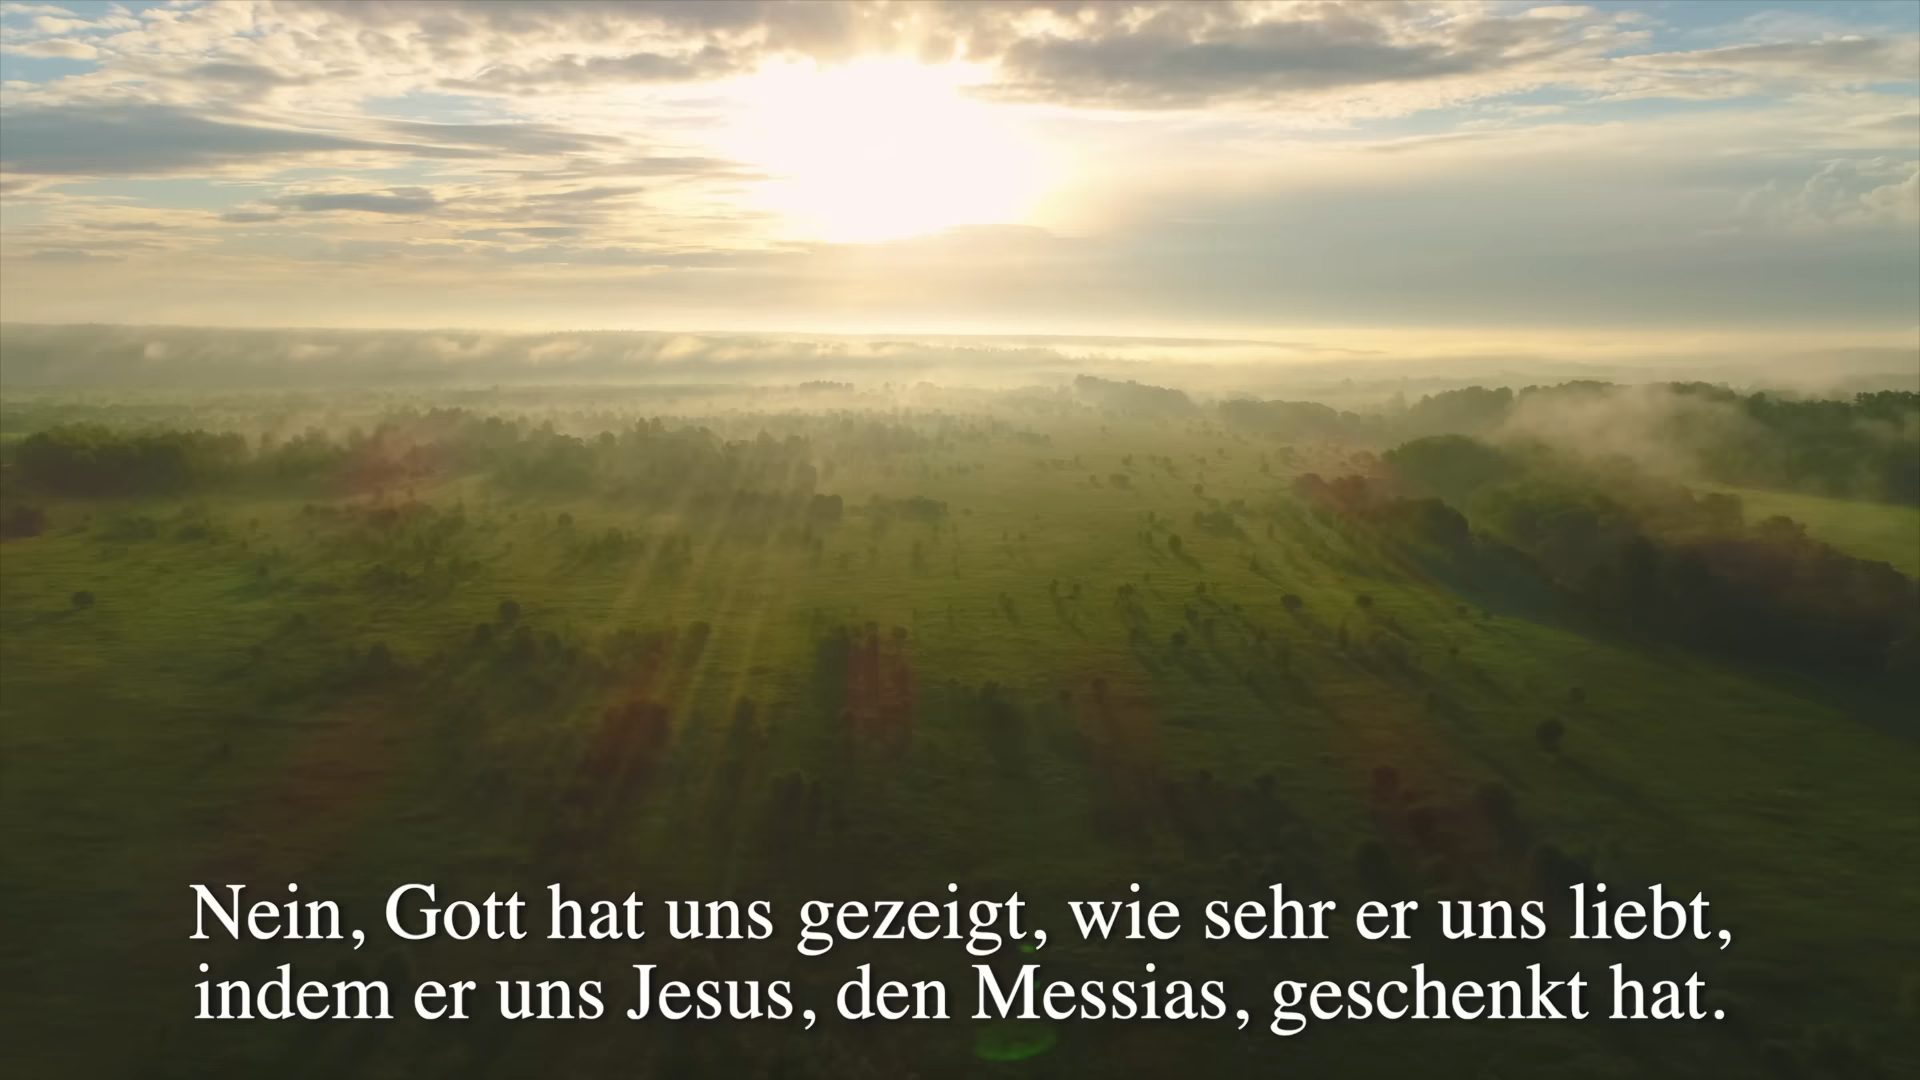 Nein, Gott hat uns gezeigt, wie sehr er uns liebt,
indem er uns Jesus, den Messias, geschenkt hat.